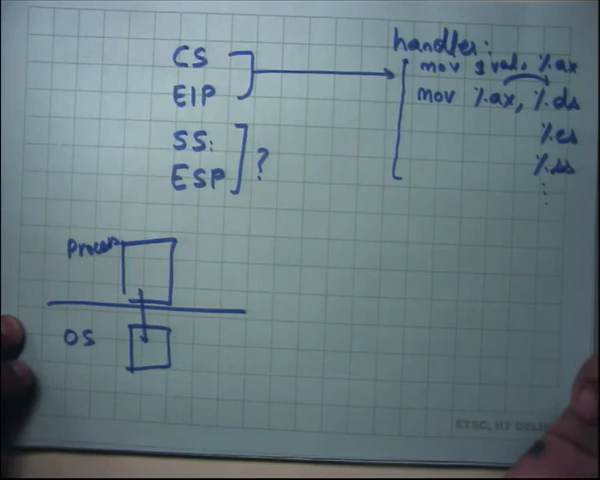 CS
EIP
SS:
ESP
?
handler:
mov $val, %ax
mov %ax, %ds
%es
%ss
:
Process
OS
ETSC, IIT DELHI